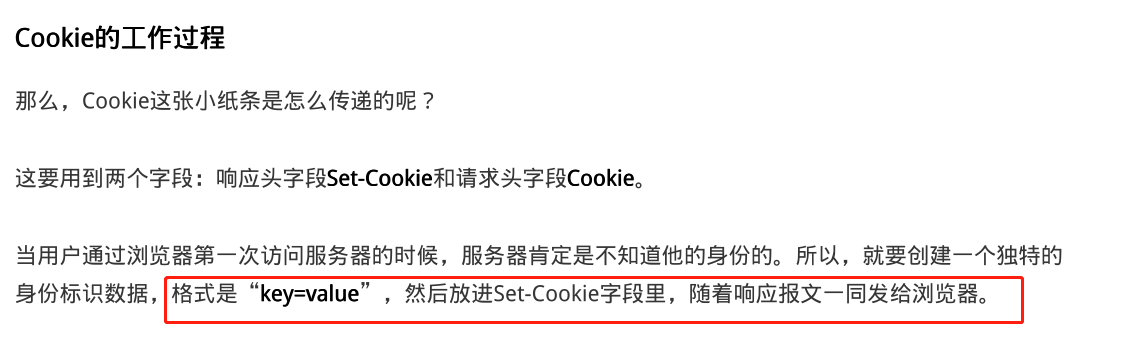 Cookie的工作过程
那么，Cookie这张小纸条是怎么传递的呢？
这要用到两个字段：响应头字段Set-Cookie和请求头字段Cookie。
当用户通过浏览器第一次访问服务器的时候，服务器肯定是不知道他的身份的。所以，就要创建一个独特的
身份标识数据，格式是“key=value”，然后放进Set-Cookie字段里，随着响应报文一同发给浏览器。